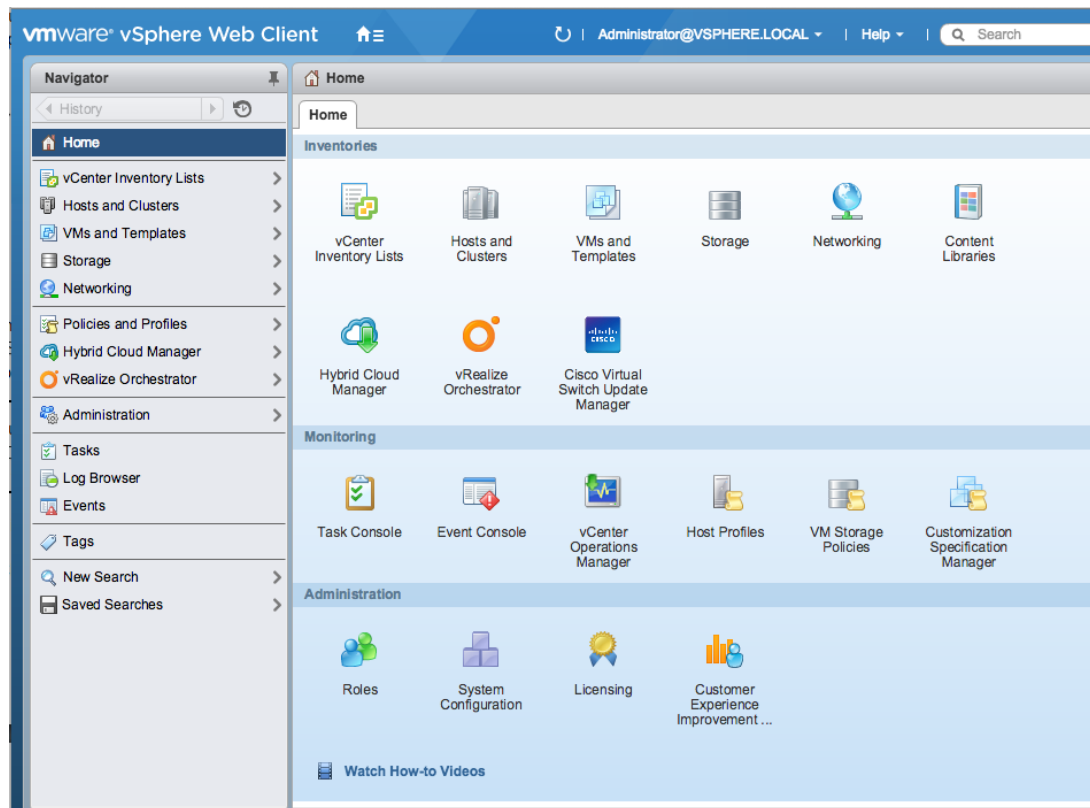 vmware® vSphere Web Client
Administrator@VSPHERE.LOCAL
Help
Search
Navigator
History
Home
vCenter Inventory Lists
Hosts and Clusters
VMs and Templates
Storage
Networking
Policies and Profiles
Hybrid Cloud Manager
vRealize Orchestrator
Administration
Tasks
Log Browser
Events
Tags
New Search
Saved Searches
Home
Home
Inventories
vCenter
Inventory Lists
Hosts and
Clusters
VMs and
Templates
Storage
Networking
Content
Libraries
Hybrid Cloud
Manager
vRealize
Orchestrator
CISCO
Cisco Virtual
Switch Update
Manager
Monitoring
Task Console
Event Console
vCenter
Operations
Manager
Host Profiles
VM Storage
Policies
Customization
Specification
Manager
Administration
Roles
System
Configuration
Licensing
Customer
Experience
Improvement ...
Watch How-to Videos